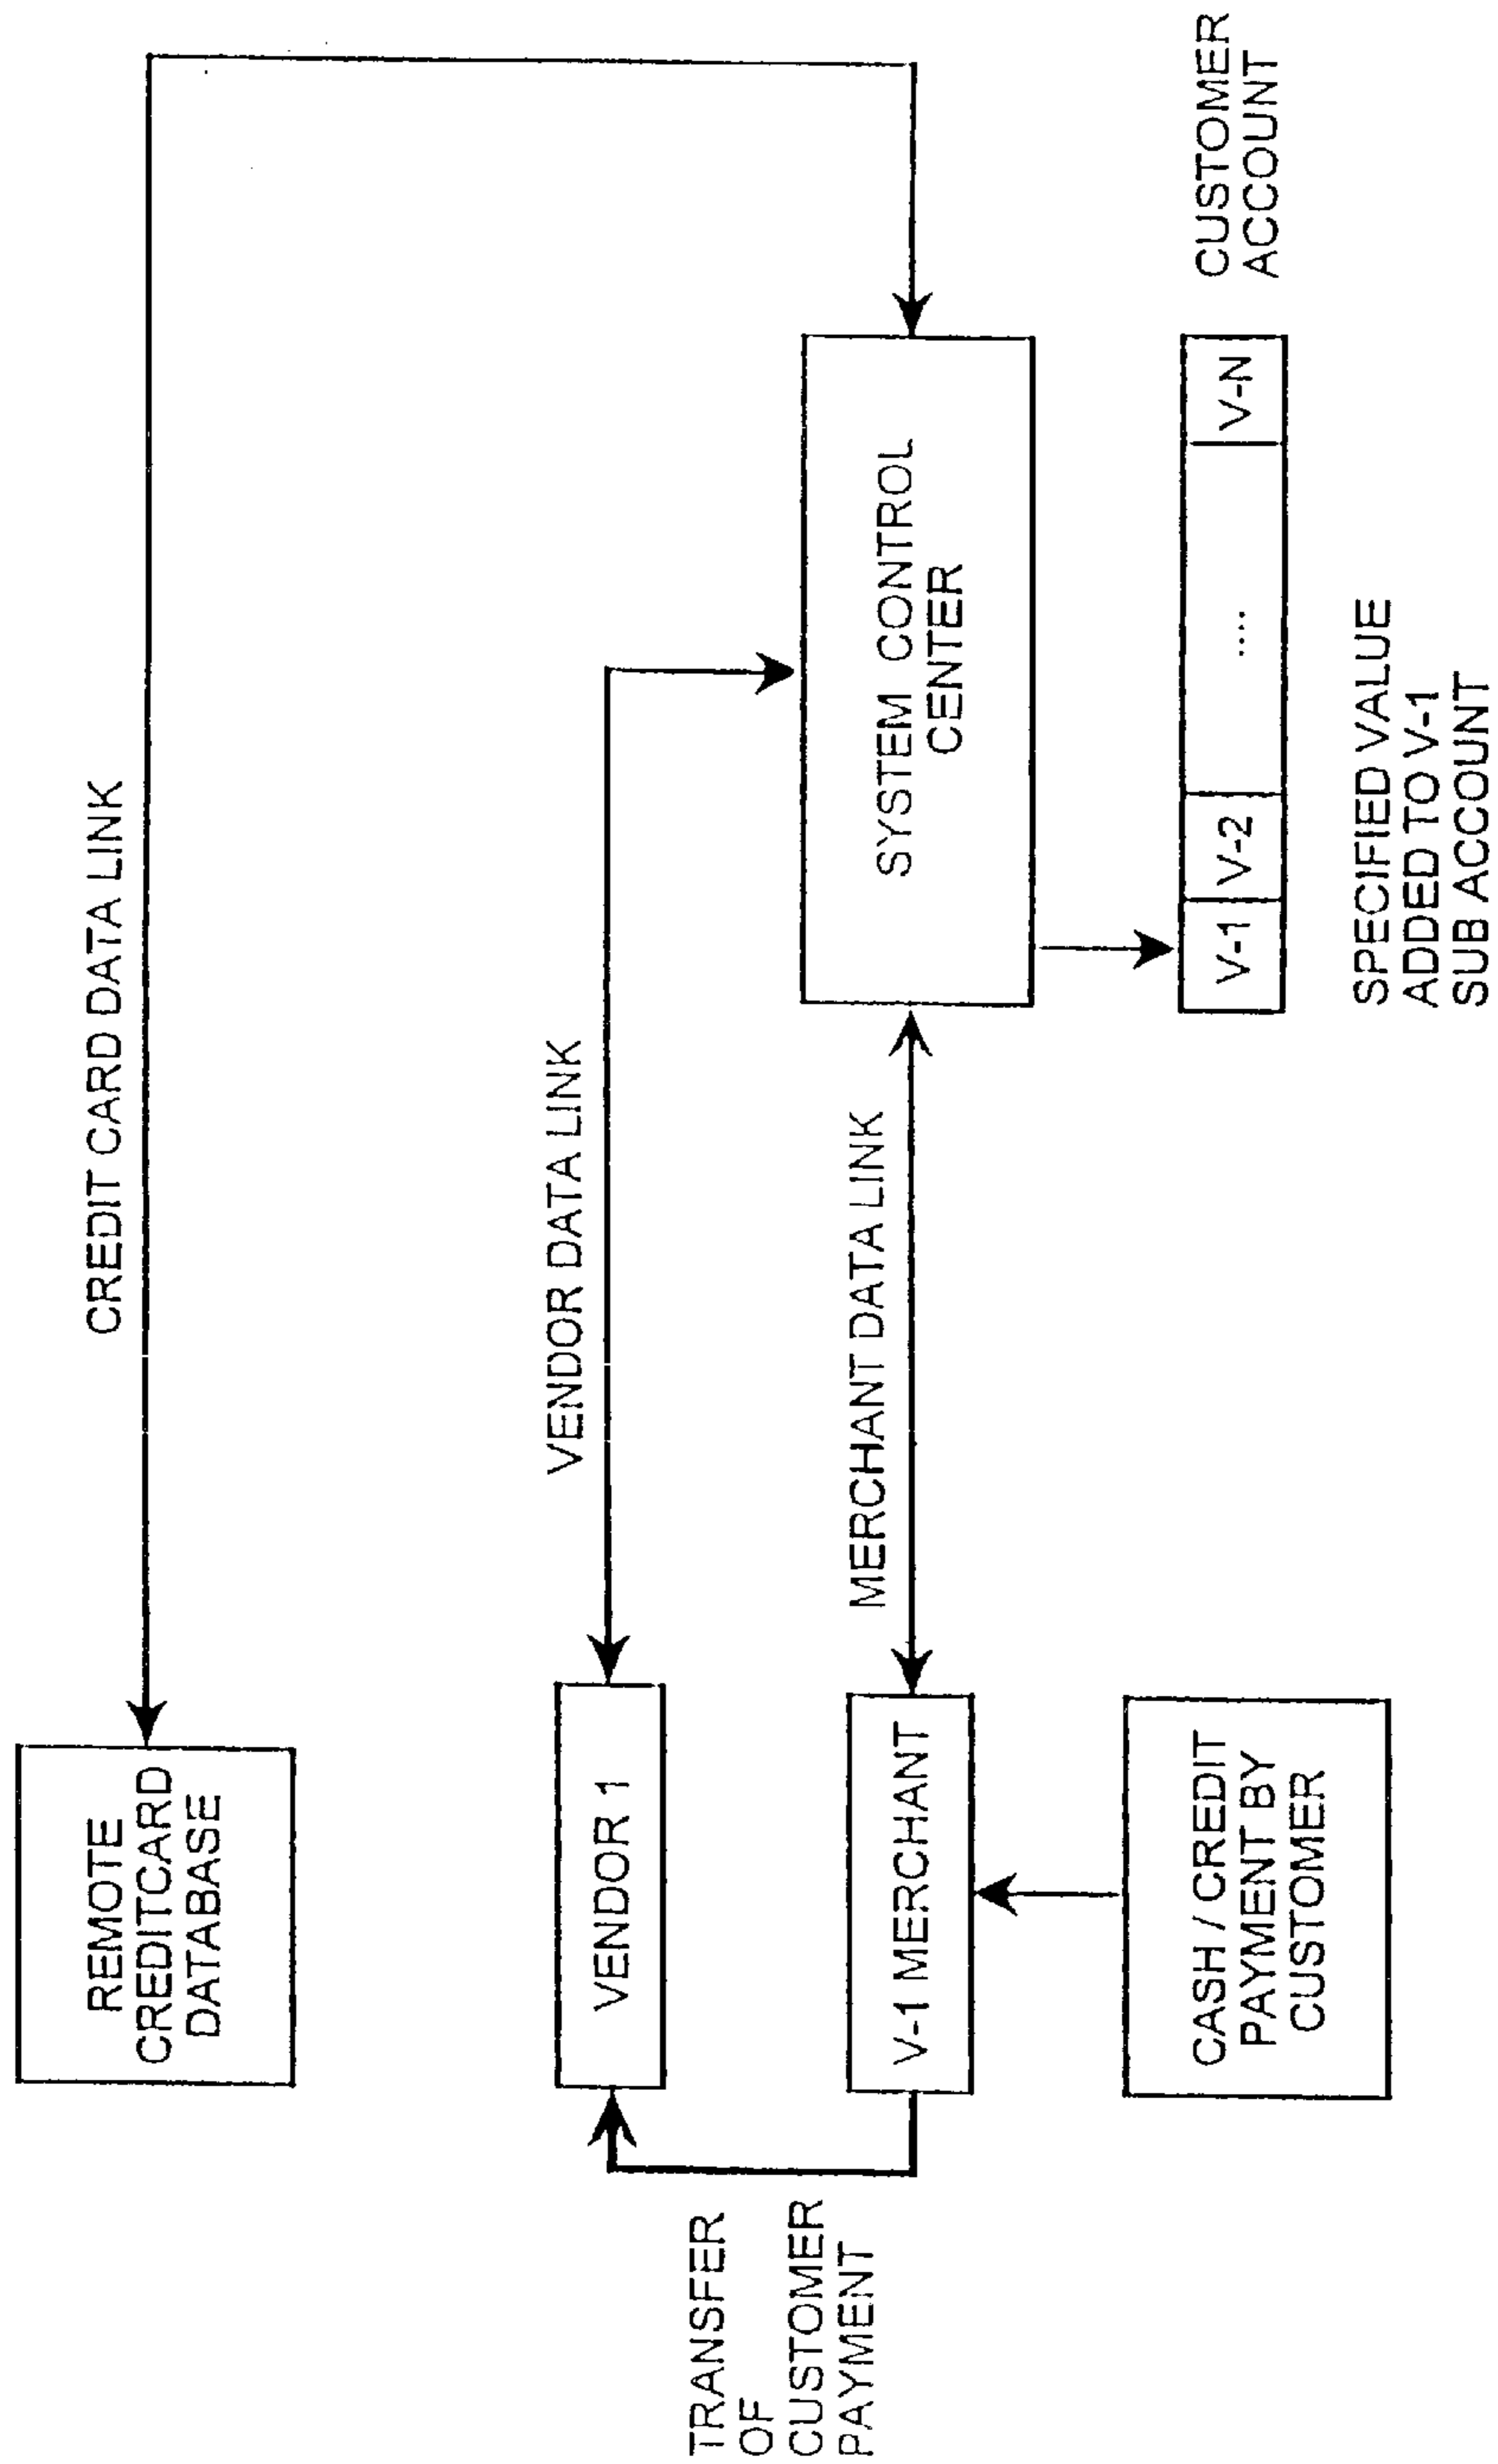 CREDIT CARD DATA LINK
REMOTE
CREDITCARD
DATABASE
VENDOR DATA LINK
VENDOR 1
TRANSFER
OF
CUSTOMER
PAYMENT
MERCHANT DATA LINK
V-1 MERCHANT
SYSTEM CONTROL
CENTER
CASH / CREDIT
PAYMENT BY
CUSTOMER
V-1 V-2 .... V-N
CUSTOMER
ACCOUNT
SPECIFIED VALUE
ADDED TO V-1
SUB ACCOUNT